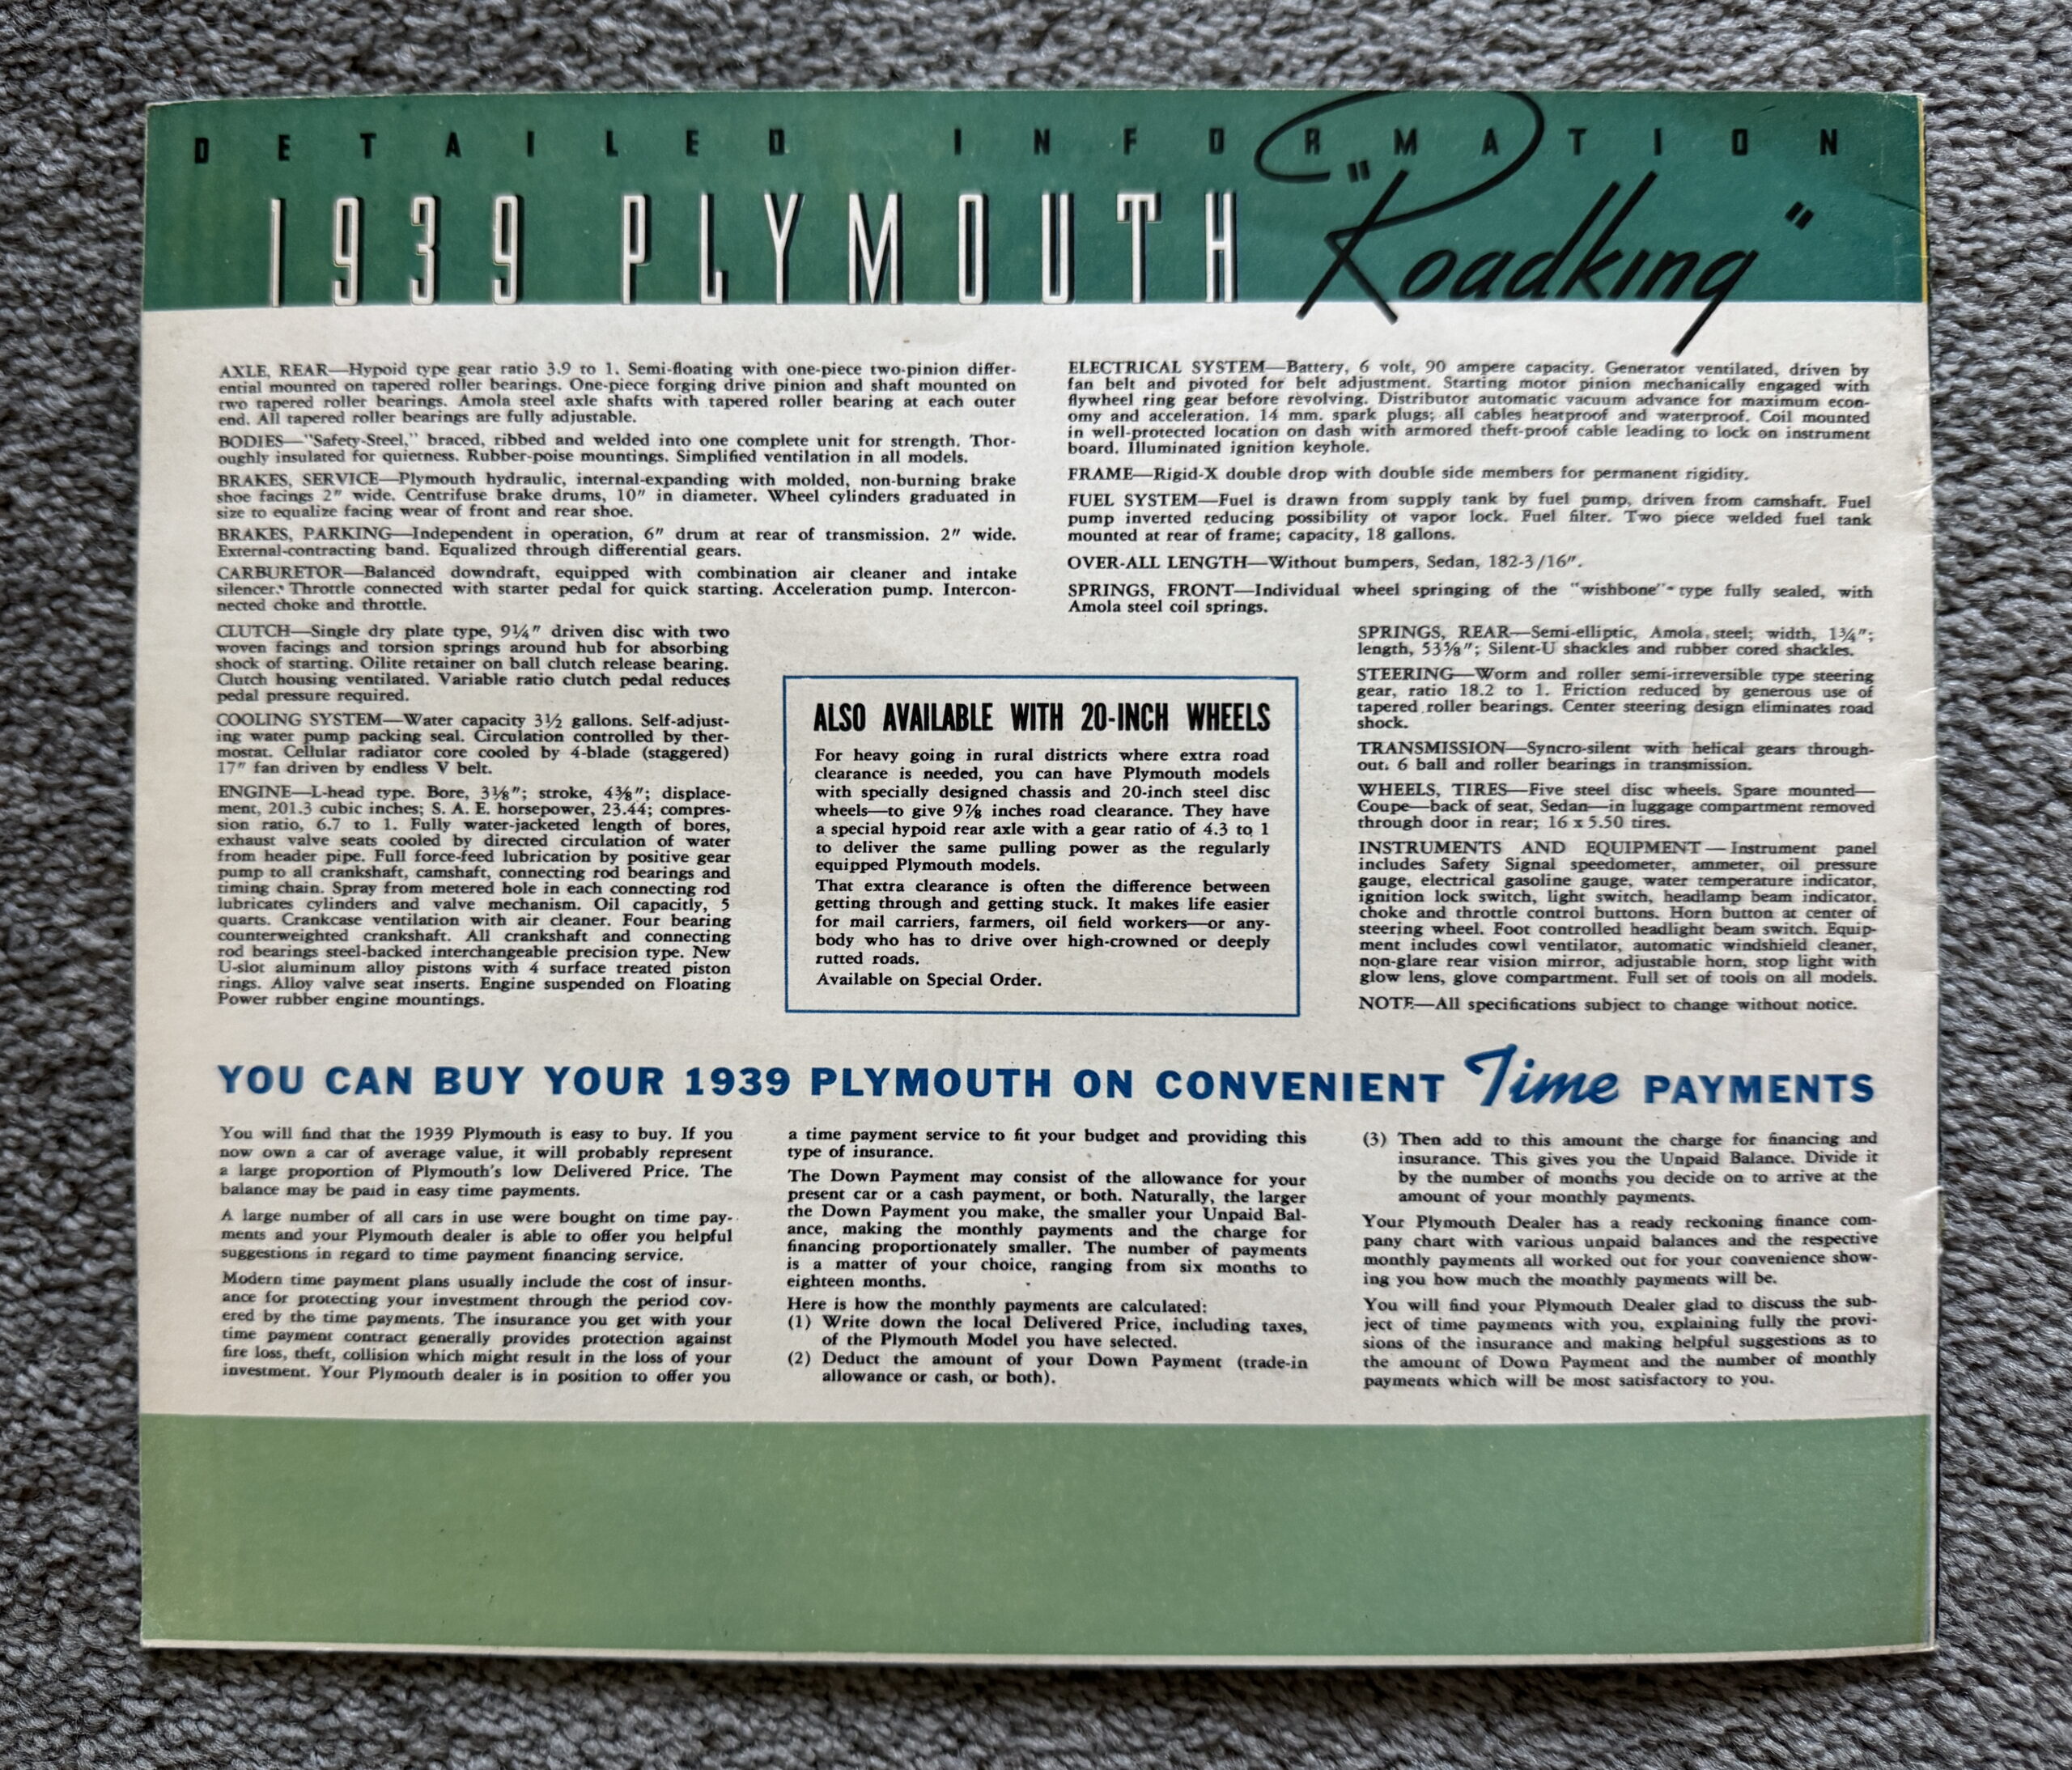 DETAILED INFORMATION
1939 PLYMOUTH "Roadking"
AXLE, REAR—Hypoid type gear ratio 3.9 to 1. Semi-floating with one-piece two-pinion differ-
ential mounted on tapered roller bearings. One-piece forging drive pinion and shaft mounted on
two tapered roller bearings. Amola steel axle shafts with tapered roller bearing at each outer
end. All tapered roller bearings are fully adjustable.
BODIES—"Safety-Steel," braced, ribbed and welded into one complete unit for strength. Thor-
oughly insulated for quietness. Rubber-poise mountings. Simplified ventilation in all models.
BRAKES, SERVICE—Plymouth hydraulic, internal-expanding with molded, non-burning brake
shoe facings 2" wide. Centrifuse brake drums, 10" in diameter. Wheel cylinders graduated in
size to equalize facing wear of front and rear shoe.
BRAKES, PARKING—Independent in operation, 6" drum at rear of transmission. 2" wide.
External-contracting band. Equalized through differential gears.
CARBURETOR—Balanced downdraft, equipped with combination air cleaner and intake
silencer. Throttle connected with starter pedal for quick starting. Acceleration pump. Intercon-
nected choke and throttle.
CLUTCH—Single dry plate type, 9¼" driven disc with two
woven facings and torsion springs around hub for absorbing
shock of starting. Oilite retainer on ball clutch release bearing.
Clutch housing ventilated. Variable ratio clutch pedal reduces
pedal pressure required.
COOLING SYSTEM—Water capacity 3½ gallons. Self-adjust-
ing water pump packing seal. Circulation controlled by ther-
mostat. Cellular radiator core cooled by 4-blade (staggered)
17" fan driven by endless V belt.
ENGINE—L-head type. Bore, 3⅛"; stroke, 4⅜"; displace-
ment, 201.3 cubic inches; S. A. E. horsepower, 23.44; compres-
sion ratio, 6.7 to 1. Fully water-jacketed length of bores,
exhaust valve seats cooled by directed circulation of water
from header pipe. Full force-feed lubrication by positive gear
pump to all crankshaft, camshaft, connecting rod bearings and
timing chain. Spray from metered hole in each connecting rod
lubricates cylinders and valve mechanism. Oil capacitly, 5
quarts. Crankcase ventilation with air cleaner. Four bearing
counterweighted crankshaft. All crankshaft and connecting
rod bearings steel-backed interchangeable precision type. New
U-slot aluminum alloy pistons with 4 surface treated piston
rings. Alloy valve seat inserts. Engine suspended on Floating
Power rubber engine mountings.
ALSO AVAILABLE WITH 20-INCH WHEELS
For heavy going in rural districts where extra road
clearance is needed, you can have Plymouth models
with specially designed chassis and 20-inch steel disc
wheels—to give 9⅞ inches road clearance. They have
a special hypoid rear axle with a gear ratio of 4.3 to 1
to deliver the same pulling power as the regularly
equipped Plymouth models.
That extra clearance is often the difference between
getting through and getting stuck. It makes life easier
for mail carriers, farmers, oil field workers—or any-
body who has to drive over high-crowned or deeply
rutted roads.
Available on Special Order.
ELECTRICAL SYSTEM—Battery, 6 volt, 90 ampere capacity. Generator ventilated, driven by
fan belt and pivoted for belt adjustment. Starting motor pinion mechanically engaged with
flywheel ring gear before revolving. Distributor automatic vacuum advance for maximum econ-
omy and acceleration. 14 mm. spark plugs; all cables heatproof and waterproof. Coil mounted
in well-protected location on dash with armored theft-proof cable leading to lock on instrument
board. Illuminated ignition keyhole.
FRAME—Rigid-X double drop with double side members for permanent rigidity.
FUEL SYSTEM—Fuel is drawn from supply tank by fuel pump, driven from camshaft. Fuel
pump inverted reducing possibility of vapor lock. Fuel filter. Two piece welded fuel tank
mounted at rear of frame; capacity, 18 gallons.
OVER-ALL LENGTH—Without bumpers, Sedan, 182-3/16".
SPRINGS, FRONT—Individual wheel springing of the "wishbone"-type fully sealed, with
Amola steel coil springs.
SPRINGS, REAR—Semi-elliptic, Amola steel; width, 1¾";
length, 53⅝"; Silent-U shackles and rubber cored shackles.
STEERING—Worm and roller semi-irreversible type steering
gear, ratio 18.2 to 1. Friction reduced by generous use of
tapered roller bearings. Center steering design eliminates road
shock.
TRANSMISSION—Syncro-silent with helical gears through-
out. 6 ball and roller bearings in transmission.
WHEELS, TIRES—Five steel disc wheels. Spare mounted—
Coupe—back of seat, Sedan—in luggage compartment removed
through door in rear; 16 x 5.50 tires.
INSTRUMENTS AND EQUIPMENT—Instrument panel
includes Safety Signal speedometer, ammeter, oil pressure
gauge, electrical gasoline gauge, water temperature indicator,
ignition lock switch, light switch, headlamp beam indicator,
choke and throttle control buttons. Horn button at center of
steering wheel. Foot controlled headlight beam switch. Equip-
ment includes cowl ventilator, automatic windshield cleaner,
non-glare rear vision mirror, adjustable horn, stop light with
glow lens, glove compartment. Full set of tools on all models.
NOTE—All specifications subject to change without notice.
YOU CAN BUY YOUR 1939 PLYMOUTH ON CONVENIENT Time PAYMENTS
You will find that the 1939 Plymouth is easy to buy. If you
now own a car of average value, it will probably represent
a large proportion of Plymouth's low Delivered Price. The
balance may be paid in easy time payments.
A large number of all cars in use were bought on time pay-
ments and your Plymouth dealer is able to offer you helpful
suggestions in regard to time payment financing service.
Modern time payment plans usually include the cost of insur-
ance for protecting your investment through the period cov-
ered by the time payments. The insurance you get with your
time payment contract generally provides protection against
fire loss, theft, collision which might result in the loss of your
investment. Your Plymouth dealer is in position to offer you
a time payment service to fit your budget and providing this
type of insurance.
The Down Payment may consist of the allowance for your
present car or a cash payment, or both. Naturally, the larger
the Down Payment you make, the smaller your Unpaid Bal-
ance, making the monthly payments and the charge for
financing proportionately smaller. The number of payments
is a matter of your choice, ranging from six months to
eighteen months.
Here is how the monthly payments are calculated:
(1) Write down the local Delivered Price, including taxes,
of the Plymouth Model you have selected.
(2) Deduct the amount of your Down Payment (trade-in
allowance or cash, or both).
(3) Then add to this amount the charge for financing and
insurance. This gives you the Unpaid Balance. Divide it
by the number of months you decide on to arrive at the
amount of your monthly payments.
Your Plymouth Dealer has a ready reckoning finance com-
pany chart with various unpaid balances and the respective
monthly payments all worked out for your convenience show-
ing you how much the monthly payments will be.
You will find your Plymouth Dealer glad to discuss the sub-
ject of time payments with you, explaining fully the provi-
sions of the insurance and making helpful suggestions as to
the amount of Down Payment and the number of monthly
payments which will be most satisfactory to you.